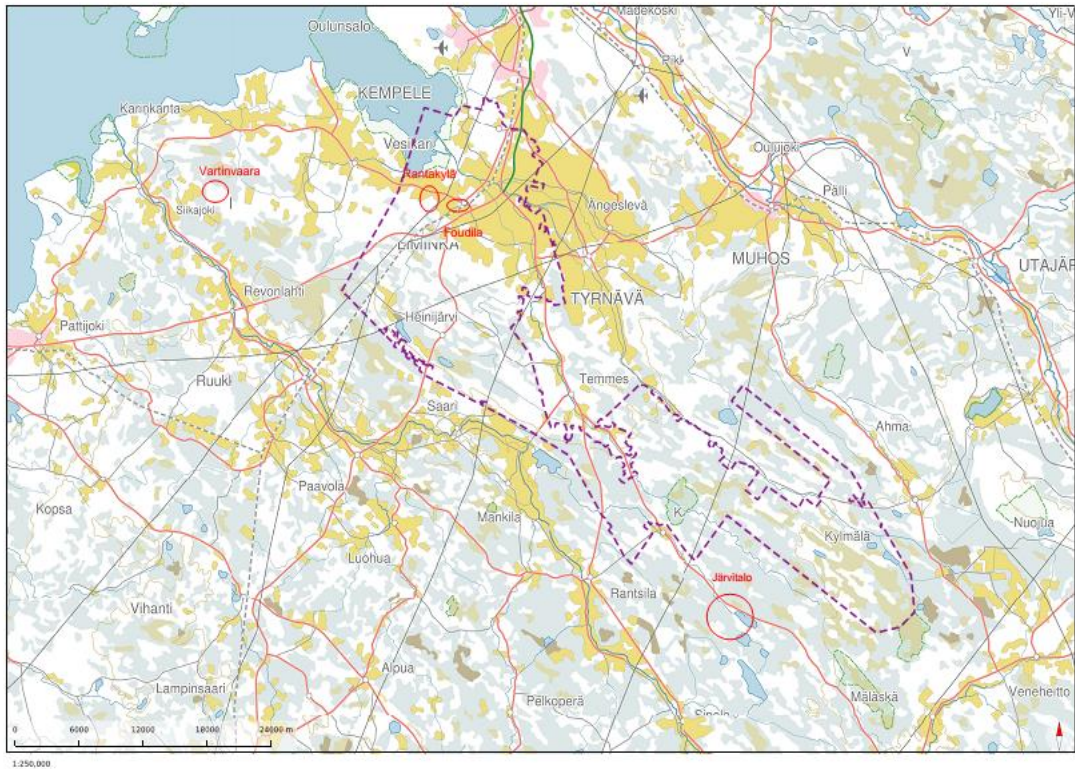 Madekoski
Yli-V
Oulunsalo
V
Pikk
KEMPELE
Karinkanta
Vesikari
Oulujoki
Vartinvaara
Rantakylä
Pälli
Siikajoki
Ängeslevä
Foudila
LIMINKA
MUHOS
UTAJÄR
Revonlahti
TYRNÄVÄ
Heinijärvi
Pattijoki
Ruukki
Temmes
Saari
Ahma
Paavola
Kopsa
Mankila
K.
Nuojua
Kylmälä
Luohua
Järvitalo
Vihanti
Rantsila
Alpua
Lampinsaari
Pelkoperä
Mäläskä
Veneheitto
Sipola
0 6000 12000 18000 24000 m
1:250,000